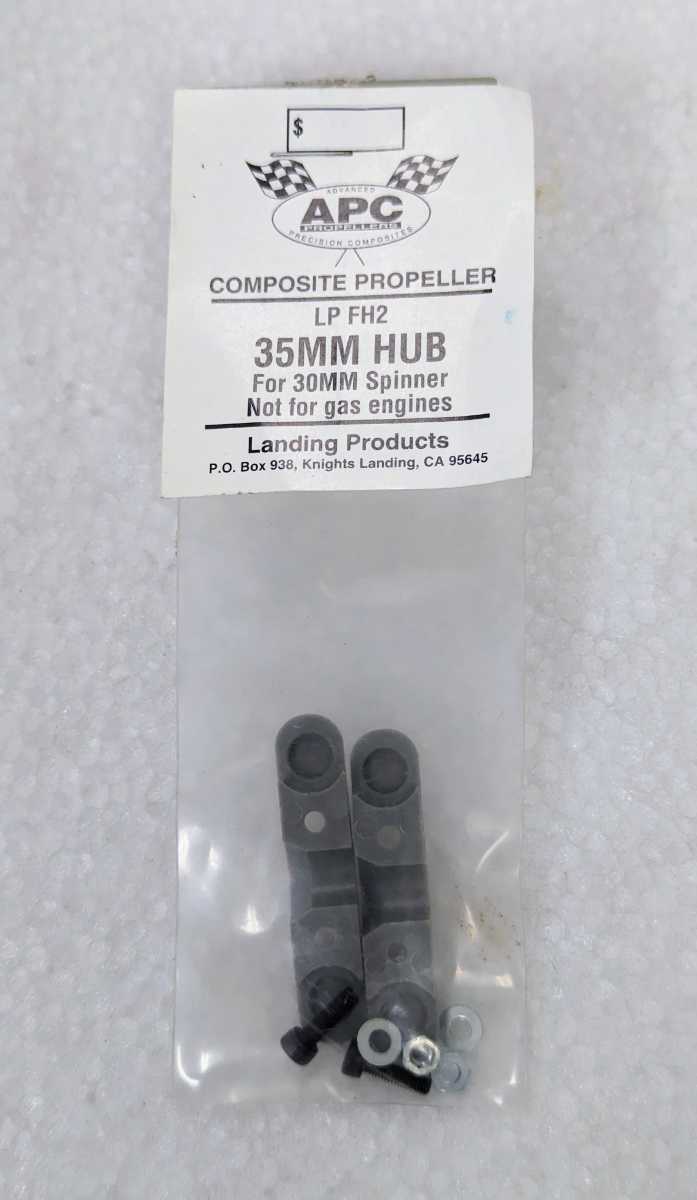 $
ADVANCED
APC
PROPELLERS
PRECISION COMPOSITES
COMPOSITE PROPELLER
LP FH2
35MM HUB
For 30MM Spinner
Not for gas engines
Landing Products
P.O. Box 938, Knights Landing, CA 95645